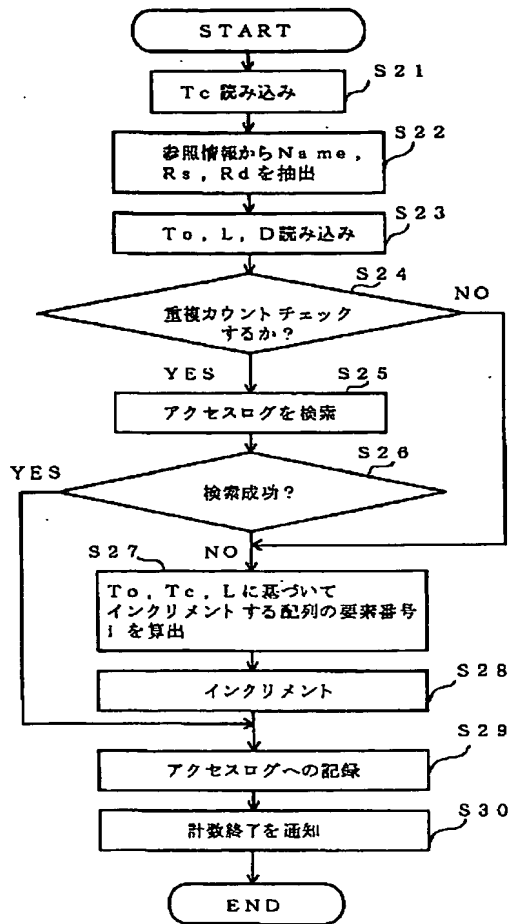 START
S21
Tc 読み込み
S22
参照情報からName,
Rs, Rdを抽出
S23
To, L, D読み込み
S24
NO
重複カウントチェック
するか?
YES
S25
アクセスログを検索
S26
YES
検索成功?
S27
NO
To, Tc, Lに基づいて
インクリメントする配列の要素番号
i を算出
S28
インクリメント
S29
アクセスログへの記録
S30
計数終了を通知
END